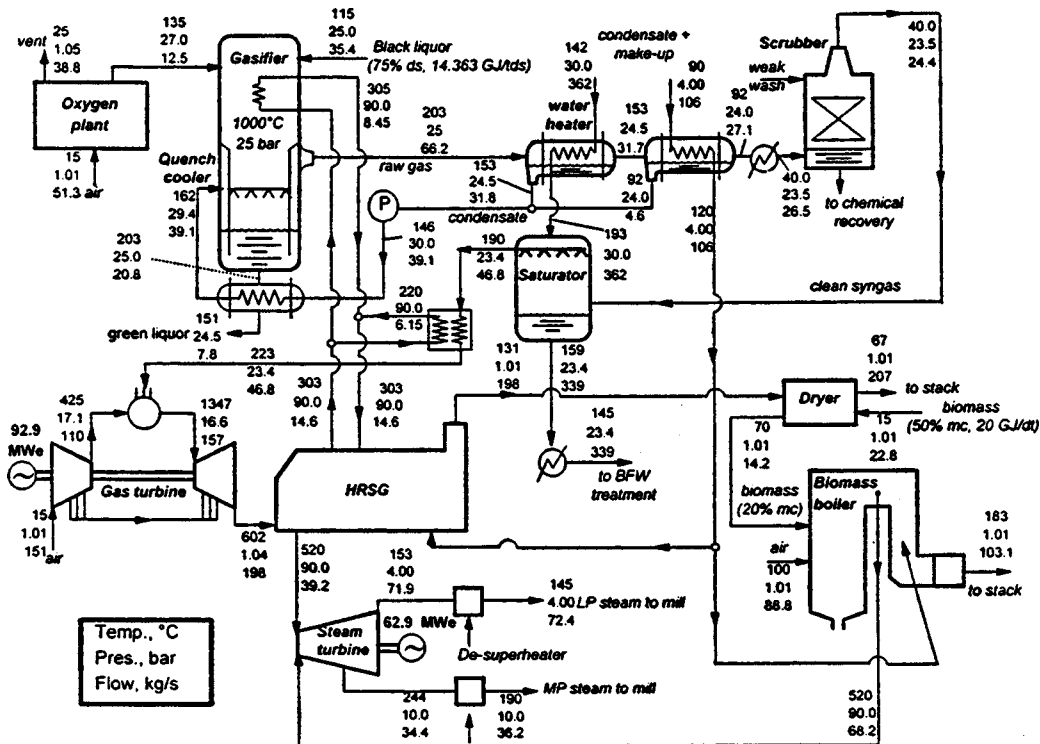 25
1.05
38.8
vent
135
27.0
12.5
115
25.0
35.4
Black liquor
(75% ds, 14.363 GJ/tds)
Gasifier
Oxygen
plant
1000°C
25 bar
305
90.0
8.45
15
1.01
51.3 air
Quench
cooler
162
29.4
39.1
203
25
66.2
raw gas
142
30.0
362
water
heater
condensate +
make-up
90
4.00
106
153
24.5
31.7
92
24.0
27.1
Scrubber
weak
wash
40.0
23.5
24.4
40.0
23.5
26.5
to chemical
recovery
153
24.5
31.8
92
24.0
4.6
condensate
P
146
30.0
39.1
203
25.0
20.8
151
24.5
7.8
green liquor
190
23.4
46.8
Saturator
193
30.0
362
120
4.00
106
clean syngas
220
90.0
6.15
223
23.4
46.8
131
1.01
198
159
23.4
339
145
23.4
339
to BFW
treatment
67
1.01
207
to stack
Dryer
biomass
(50% mc, 20 GJ/dt)
15
1.01
22.8
70
1.01
14.2
biomass
(20% mc)
Biomass
boiler
air
100
1.01
88.8
183
1.01
103.1
to stack
425
17.1
110
1347
16.6
157
92.9
MWe
Gas turbine
15
1.01
151 air
303
90.0
14.6
303
90.0
14.6
HRSG
602
1.04
198
520
90.0
39.2
153
4.00
71.9
145
4.00 LP steam to mill
72.4
62.9 MWe
Steam
turbine
De-superheater
244
10.0
34.4
190
10.0
36.2
MP steam to mill
520
90.0
68.2
Temp., °C
Pres., bar
Flow, kg/s